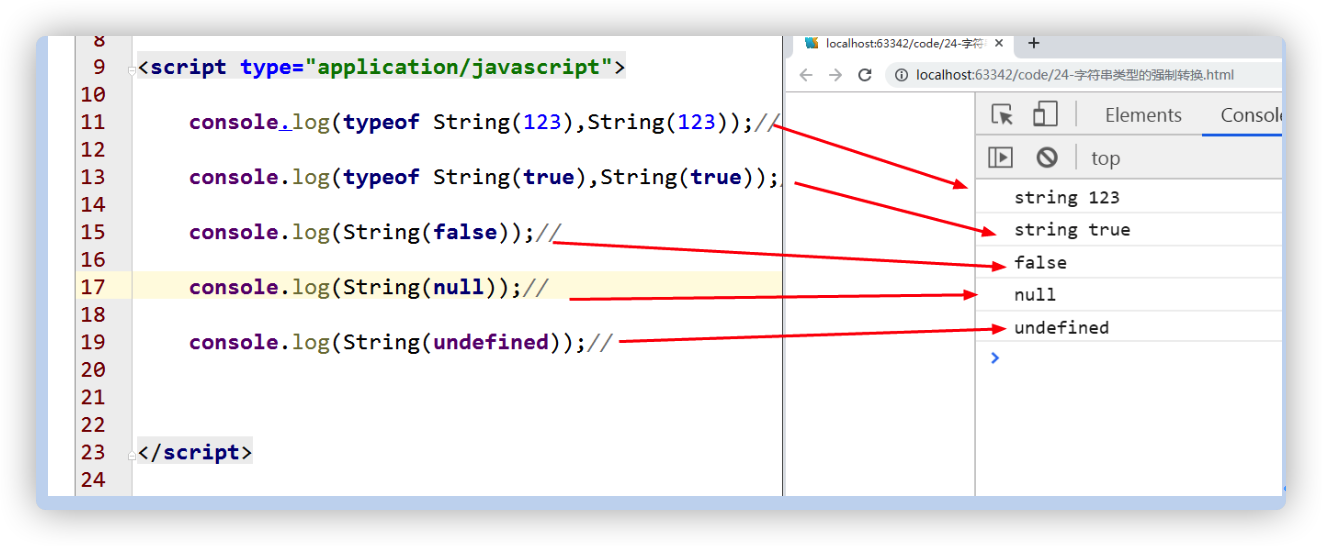 8
9 <script type="application/javascript">
10
11 console.log(typeof String(123),String(123));//
12
13 console.log(typeof String(true),String(true));
14
15 console.log(String(false));//
16
17 console.log(String(null));//
18
19 console.log(String(undefined));//
20
21
22
23 </script>
24
localhost:63342/code/24-字符
localhost:63342/code/24-字符串类型的强制转换.html
Elements Console
top
string 123
string true
false
null
undefined